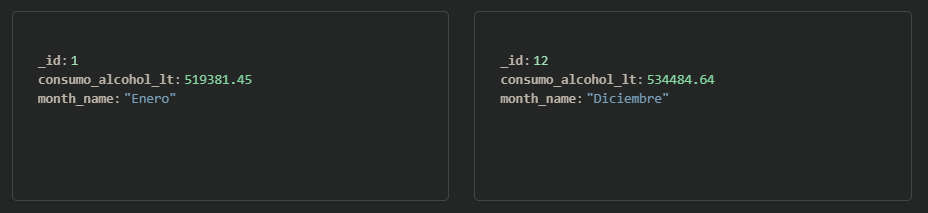 _id: 1
consumo_alcohol_lt: 519381.45
month_name: "Enero"
_id: 12
consumo_alcohol_lt: 534484.64
month_name: "Diciembre"